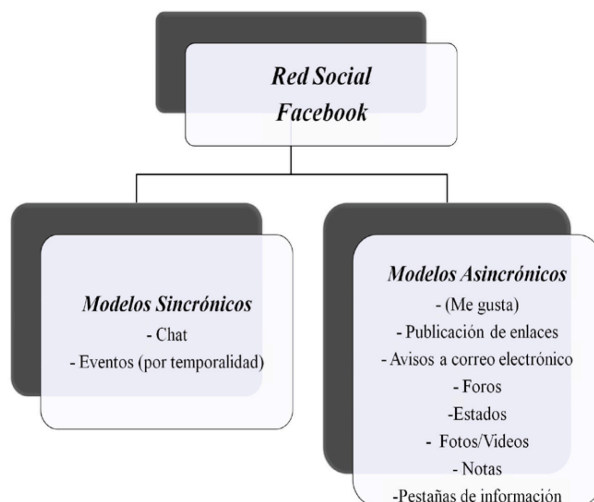 Red Social
Facebook
Modelos Sincrónicos
- Chat
- Eventos (por temporalidad)
Modelos Asincrónicos
- (Me gusta)
- Publicación de enlaces
- Avisos a correo electrónico
- Foros
-Estados
- Fotos/Videos
- Notas
-Pestañas de información